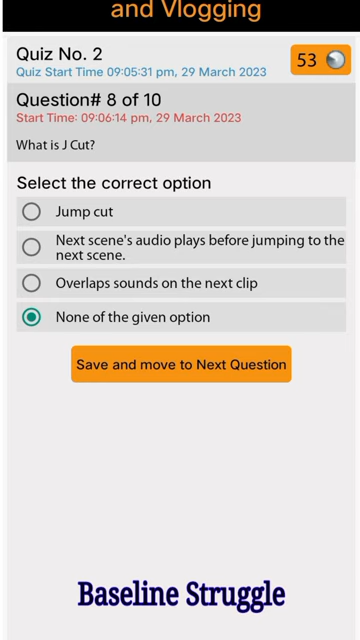 and Vlogging
Quiz No. 2
53
Quiz Start Time 09:05:31 pm, 29 March 2023
Question# 8 of 10
Start Time: 09:06:14 pm, 29 March 2023
What is J Cut?
Select the correct option
Jump cut
Next scene's audio plays before jumping to the
next scene.
Overlaps sounds on the next clip
None of the given option
Save and move to Next Question
Baseline Struggle